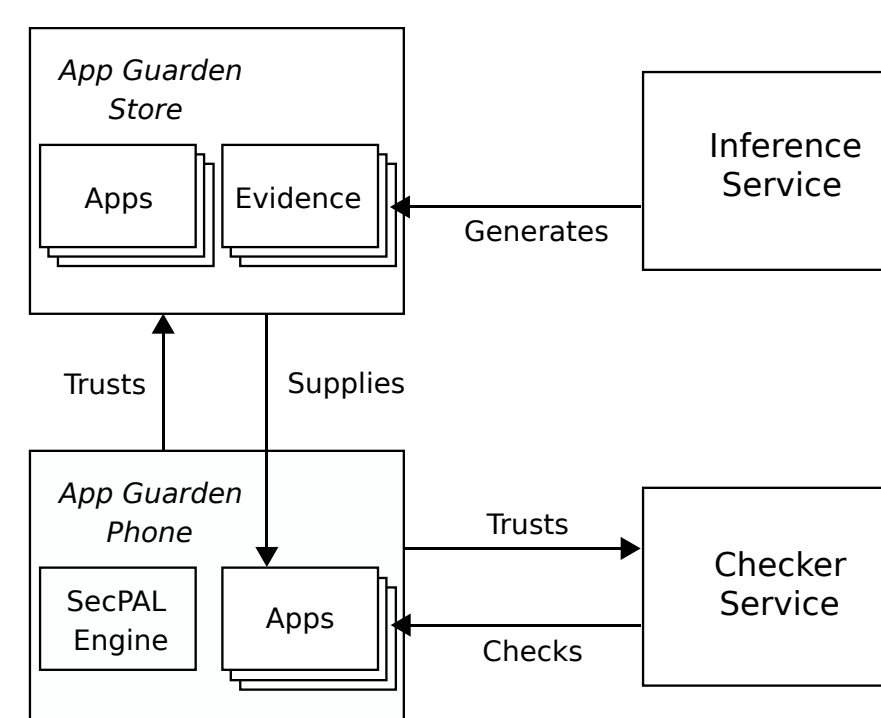 App Guarden
Store
Apps
Evidence
Generates
Inference
Service
Trusts
Supplies
App Guarden
Phone
SecPAL
Engine
Apps
Trusts
Checks
Checker
Service